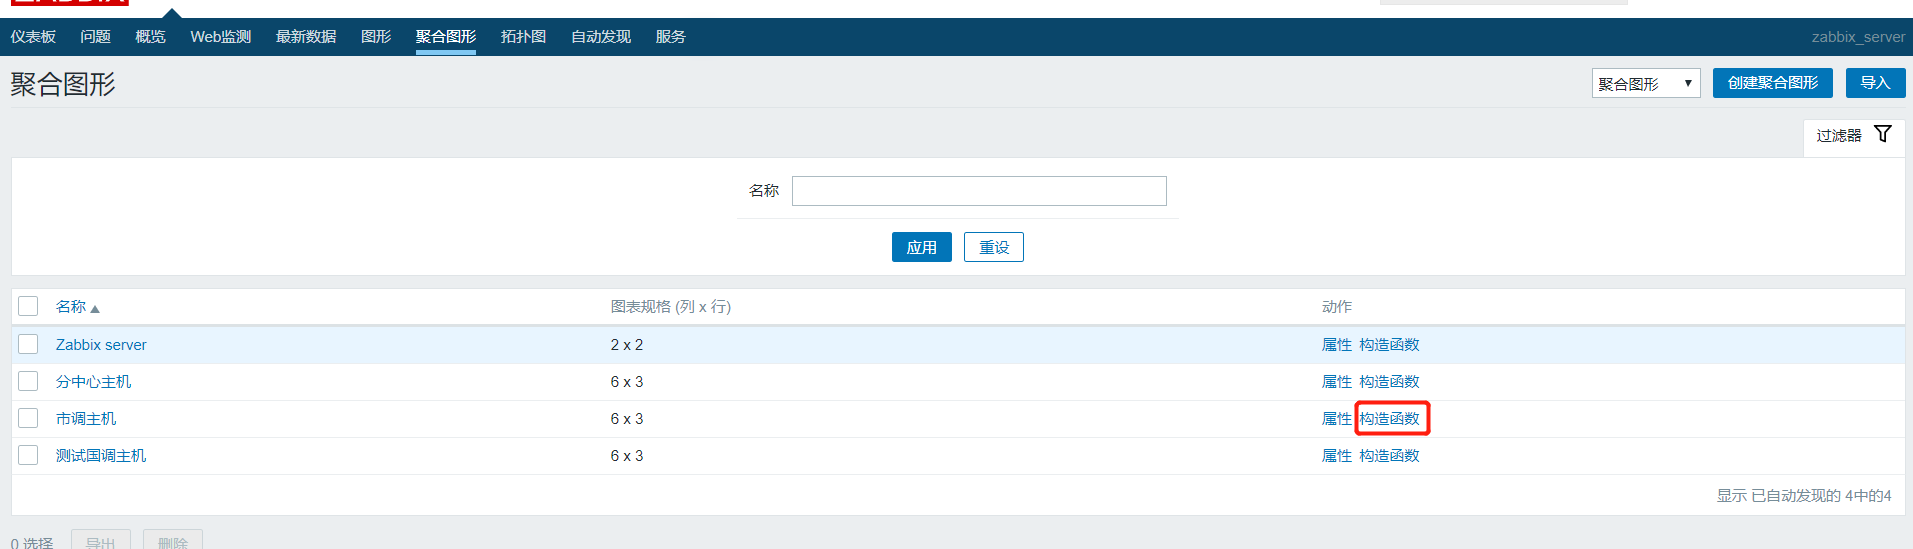 仪表板 问题 概览 Web监测 最新数据 图形 聚合图形 拓扑图 自动发现 服务 zabbix_server
聚合图形 聚合图形 创建聚合图形 导入
过滤器
名称
应用 重设
名称 图表规格 (列 x 行) 动作
Zabbix server 2 x 2 属性 构造函数
分中心主机 6 x 3 属性 构造函数
市调主机 6 x 3 属性 构造函数
测试国调主机 6 x 3 属性 构造函数
显示 已自动发现的 4中的4
0 选择 导出 删除